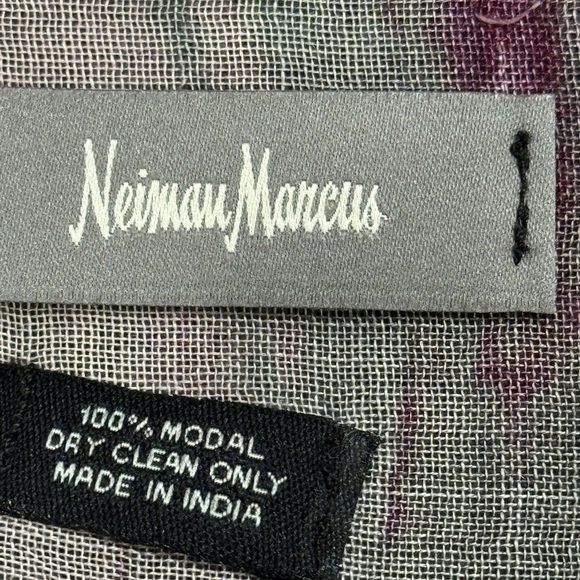 Neiman Marcus
100% MODAL
DRY CLEAN ONLY
MADE IN INDIA